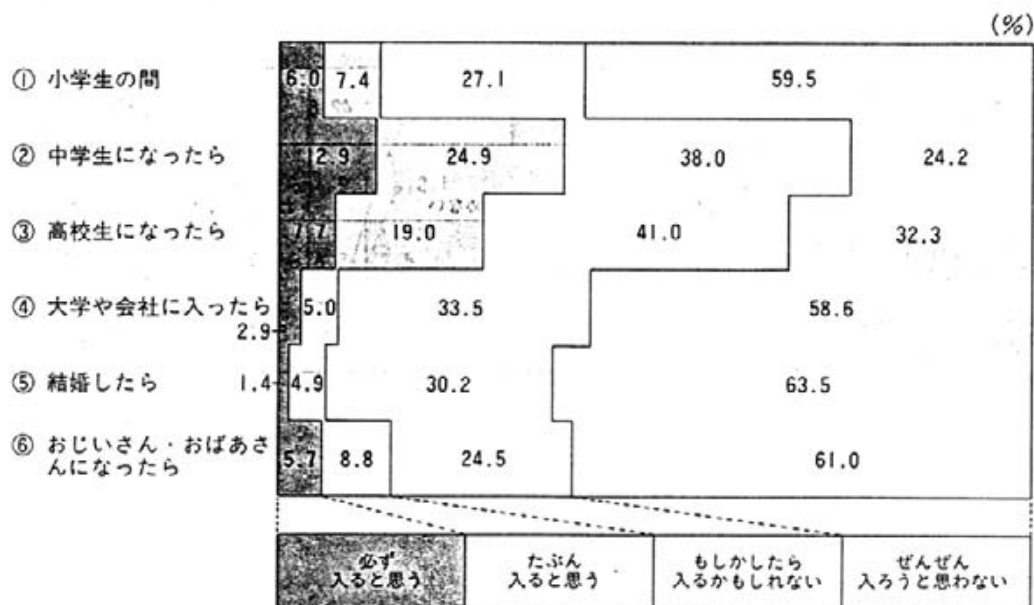 (%)
① 小学生の間 6.0 7.4 27.1 59.5
② 中学生になったら 12.9 24.9 38.0 24.2
③ 高校生になったら 7.7 19.0 41.0 32.3
④ 大学や会社に入ったら 2.9 5.0 33.5 58.6
⑤ 結婚したら 1.4 4.9 30.2 63.5
⑥ おじいさん・おばあさ
んになったら 5.7 8.8 24.5 61.0
必ず
入ると思う
たぶん
入ると思う
もしかしたら
入るかもしれない
ぜんぜん
入ろうと思わない